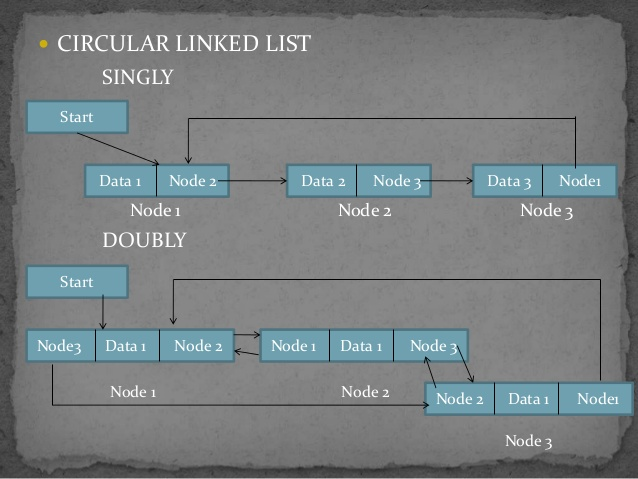 CIRCULAR LINKED LIST
SINGLY
Start
Data 1 Node 2 Data 2 Node 3 Data 3 Node1
Node 1 Node 2 Node 3
DOUBLY
Start
Node3 Data 1 Node 2 Node 1 Data 1 Node 3
Node 1 Node 2
Node 2 Data 1 Node1
Node 3